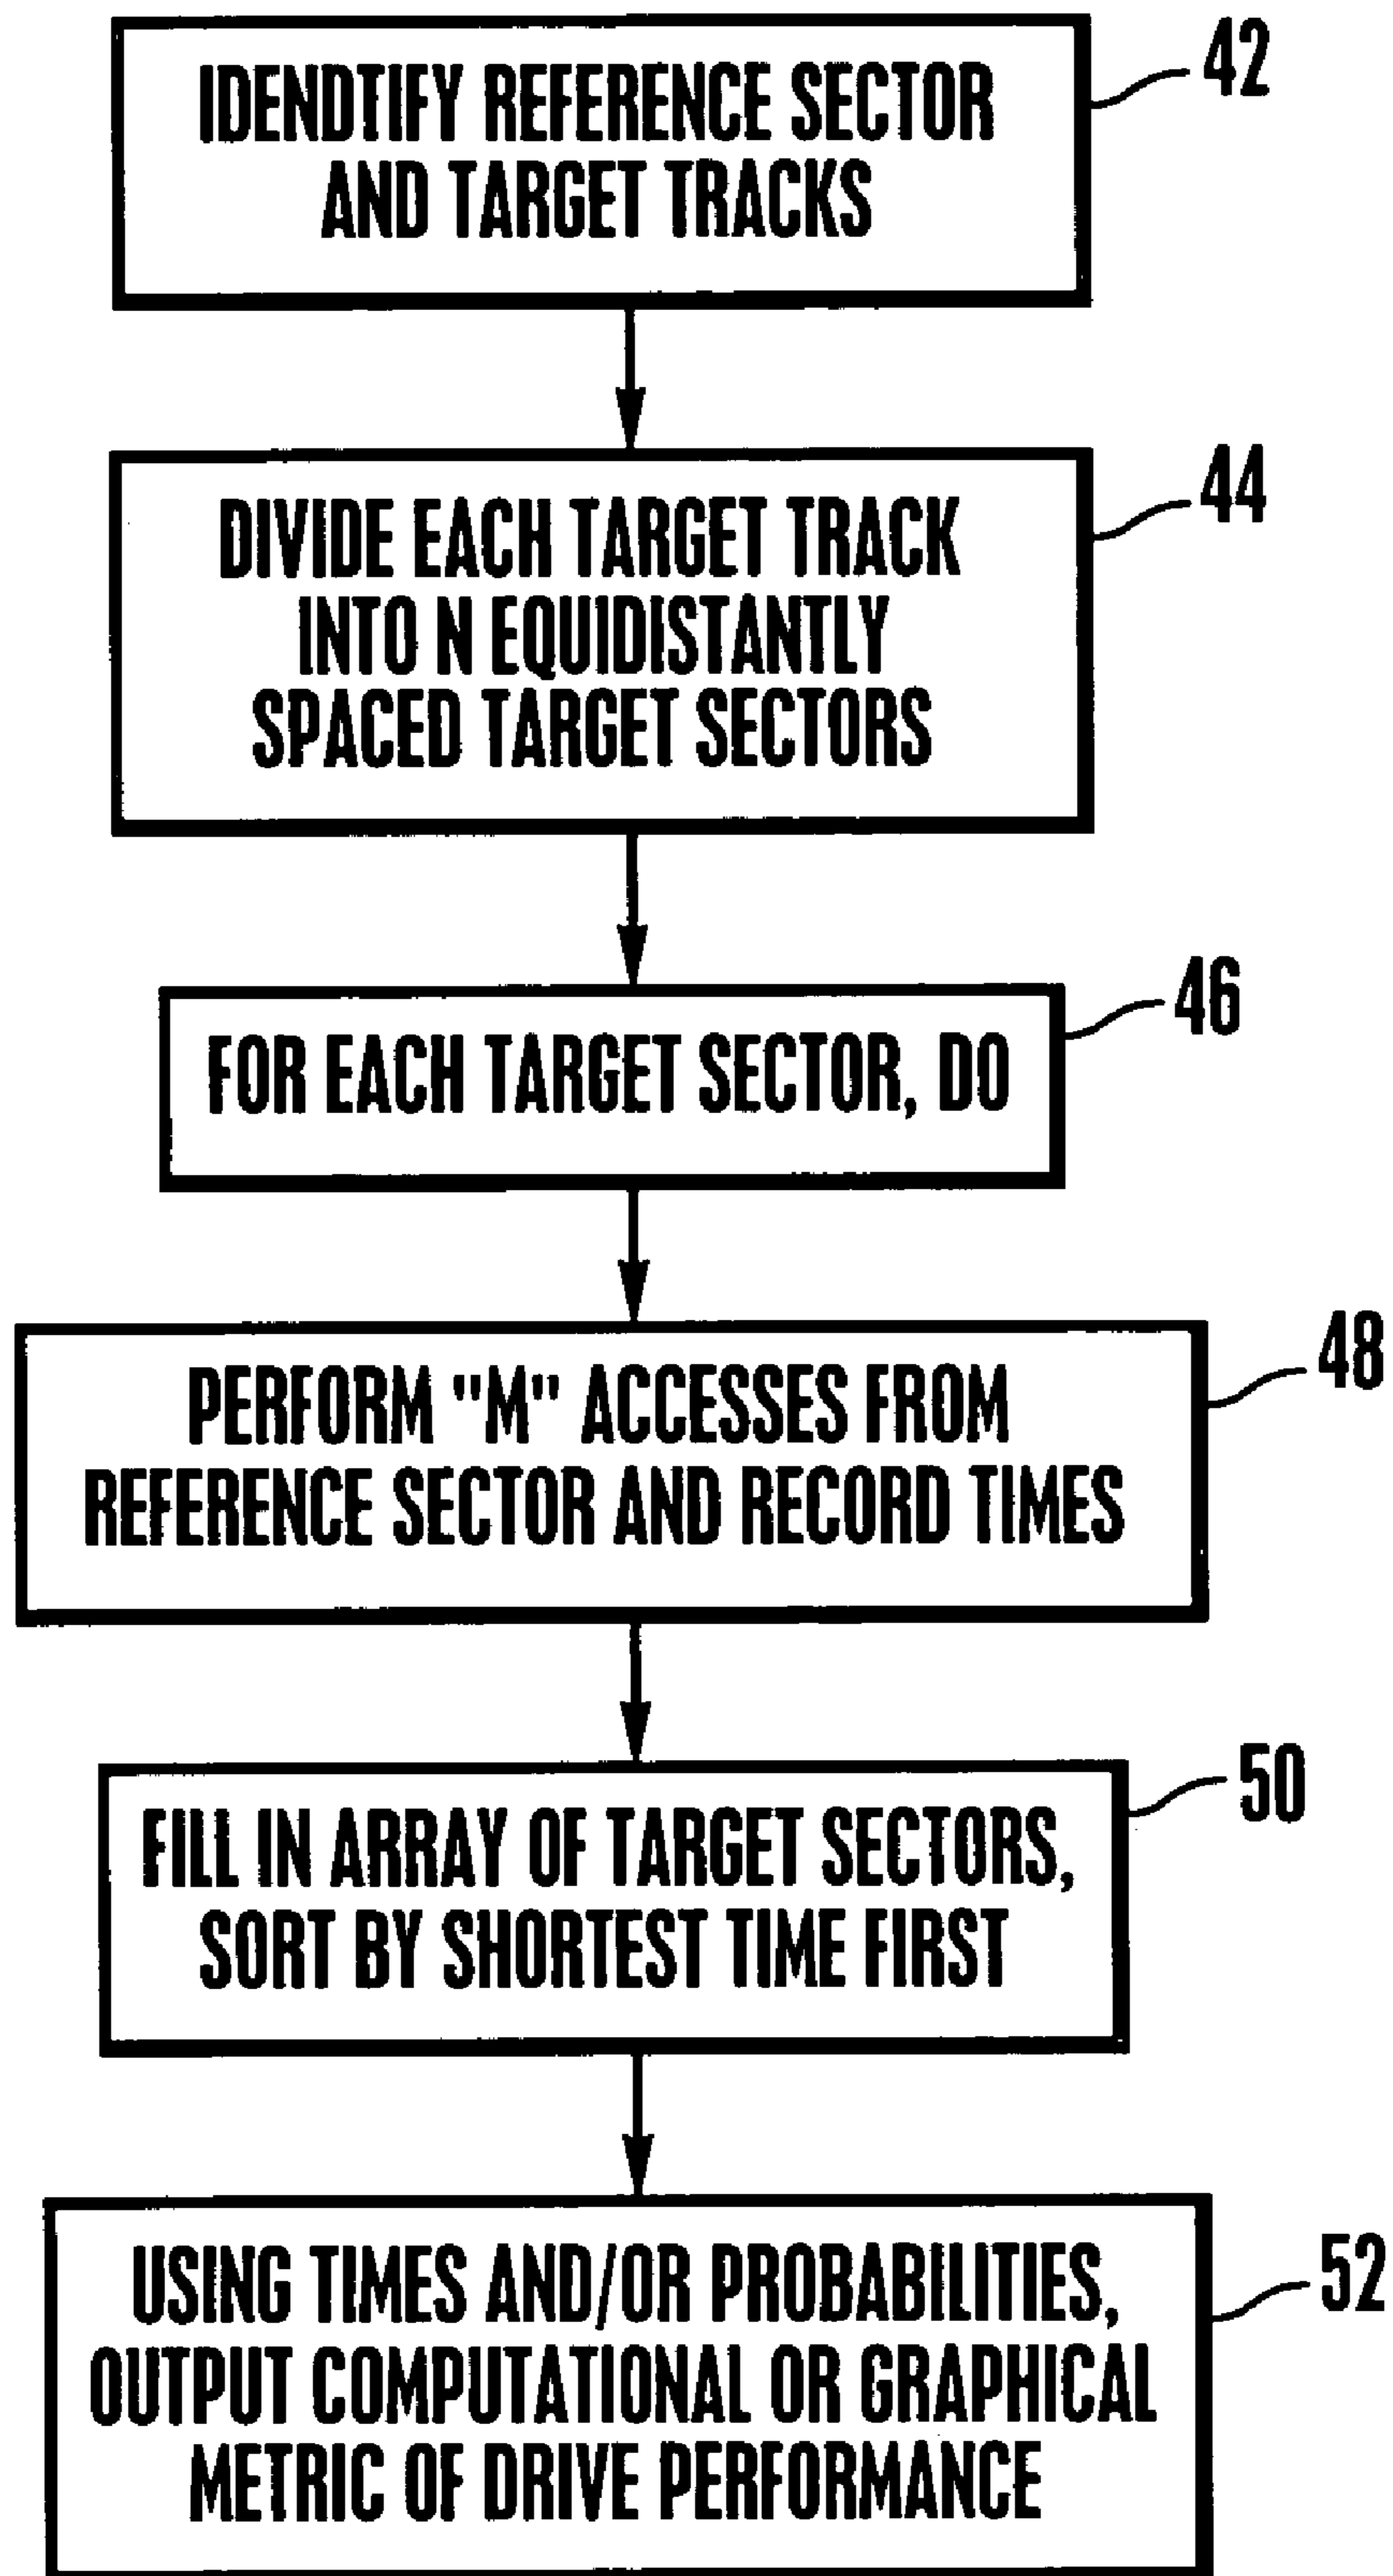 42
IDENDTIFY REFERENCE SECTOR
AND TARGET TRACKS
44
DIVIDE EACH TARGET TRACK
INTO N EQUIDISTANTLY
SPACED TARGET SECTORS
46
FOR EACH TARGET SECTOR, DO
48
PERFORM "M" ACCESSES FROM
REFERENCE SECTOR AND RECORD TIMES
50
FILL IN ARRAY OF TARGET SECTORS,
SORT BY SHORTEST TIME FIRST
52
USING TIMES AND/OR PROBABILITIES,
OUTPUT COMPUTATIONAL OR GRAPHICAL
METRIC OF DRIVE PERFORMANCE